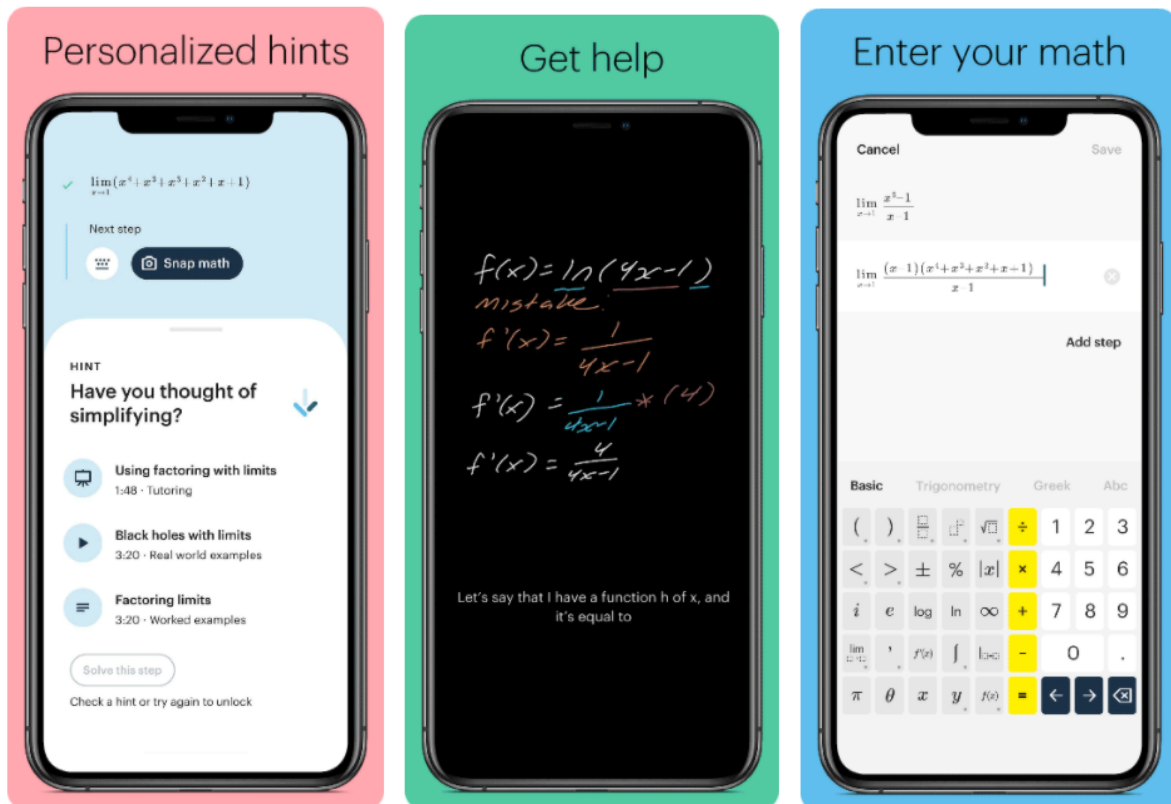 Personalized hints
lim x→1 (x⁴+x³+x⁵+x²+x+1)
Next step
Snap math
HINT
Have you thought of
simplifying?
Using factoring with limits
1:48 · Tutoring
Black holes with limits
3:20 · Real world examples
Factoring limits
3:20 · Worked examples
Solve this step
Check a hint or try again to unlock
Get help
f(x) = ln(4x-1)
mistake:
f'(x) = 1/(4x-1)
f'(x) = 1/(4x-1) * (4)
f'(x) = 4/(4x-1)
Let's say that I have a function h of x, and
it's equal to
Enter your math
Cancel Save
lim x→1 (x⁵-1)/(x-1)
lim x→1 (x-1)(x⁴+x³+x²+x+1)/(x-1)
Add step
Basic Trigonometry Greek Abc
( ) √ ÷ 1 2 3
< > ± % |x| × 4 5 6
i e log ln ∞ + 7 8 9
lim ' f'(x) ∫ − 0 .
π θ x y f(x) = ← →